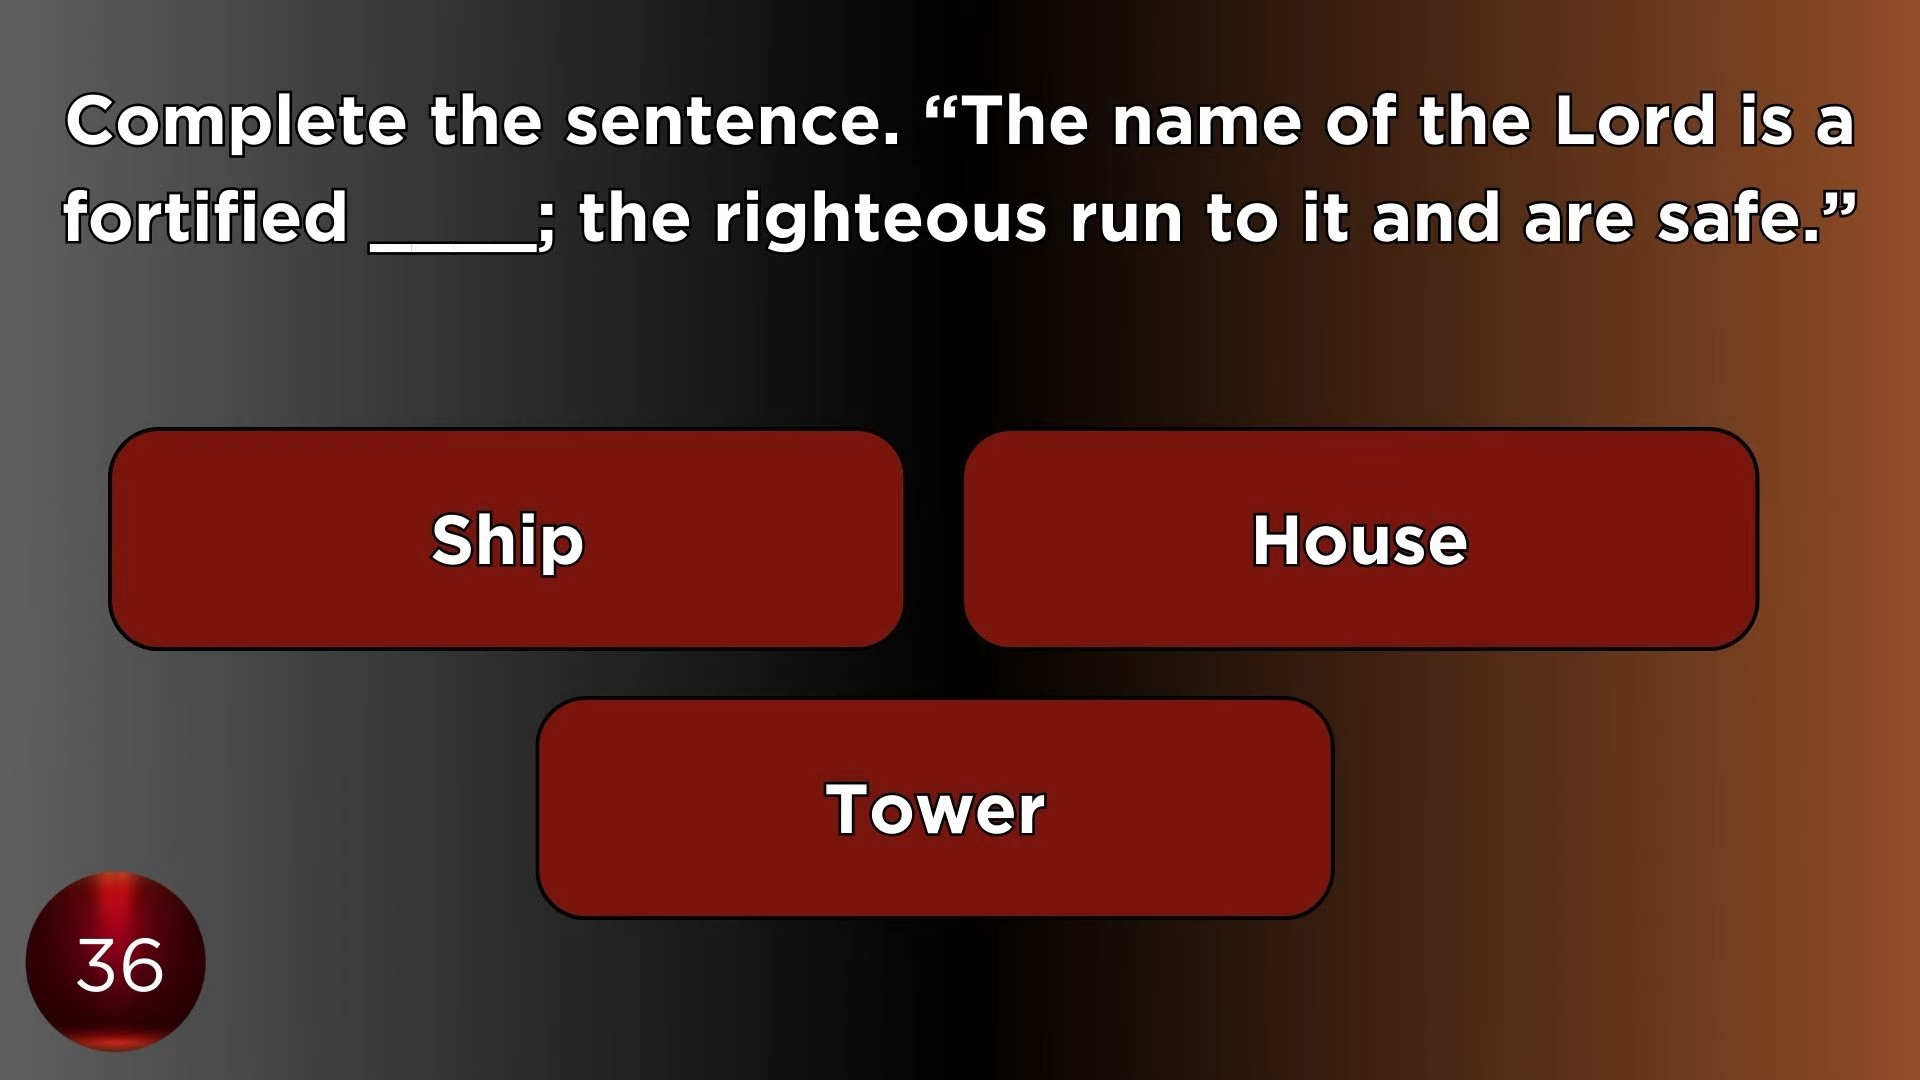 Complete the sentence. “The name of the Lord is a
fortified ____; the righteous run to it and are safe.”
Ship
House
Tower
36